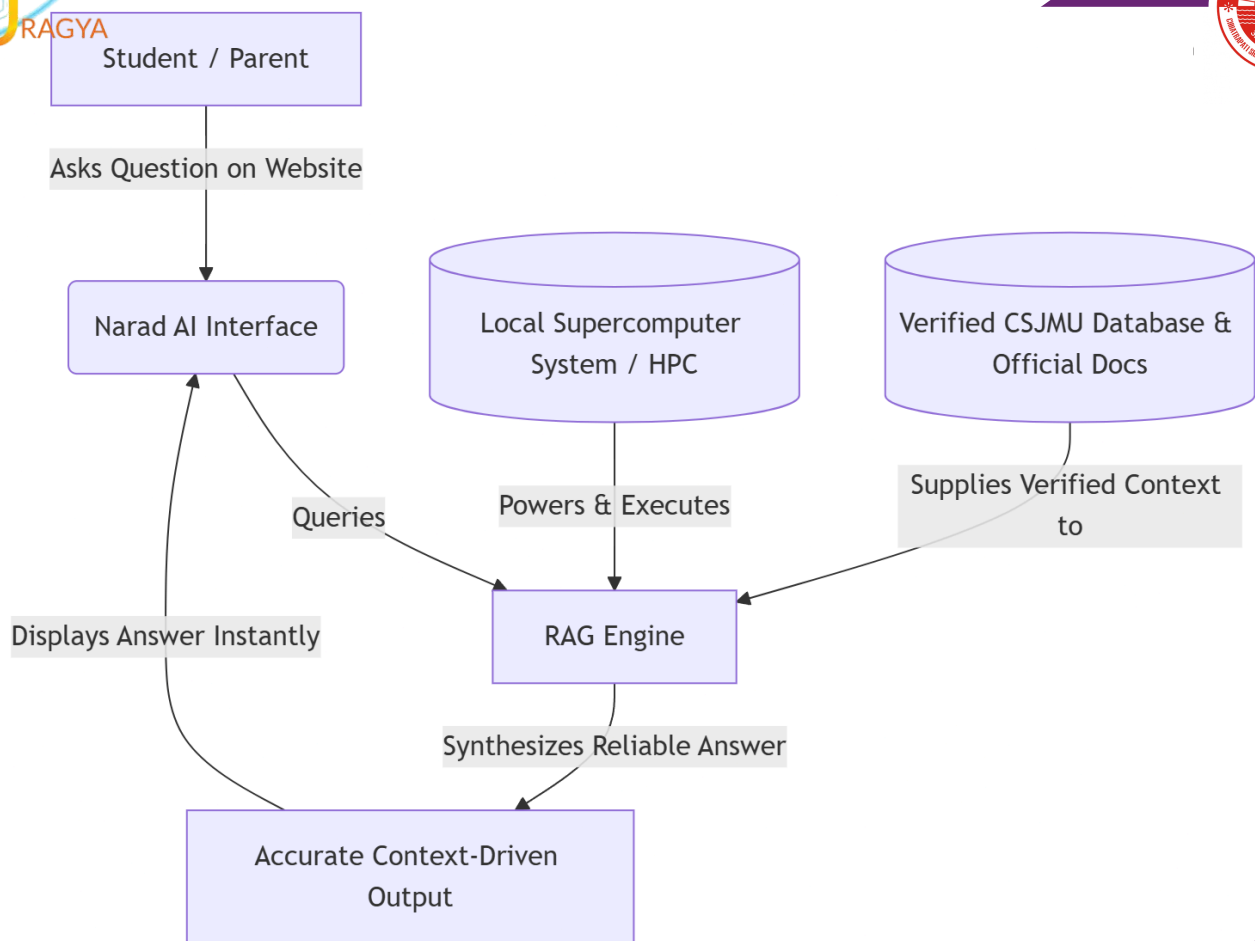 RAGYA
Student / Parent
Asks Question on Website
Narad AI Interface
Local Supercomputer
System / HPC
Verified CSJMU Database &
Official Docs
Queries
Powers & Executes
Supplies Verified Context
to
Displays Answer Instantly
RAG Engine
Synthesizes Reliable Answer
Accurate Context-Driven
Output